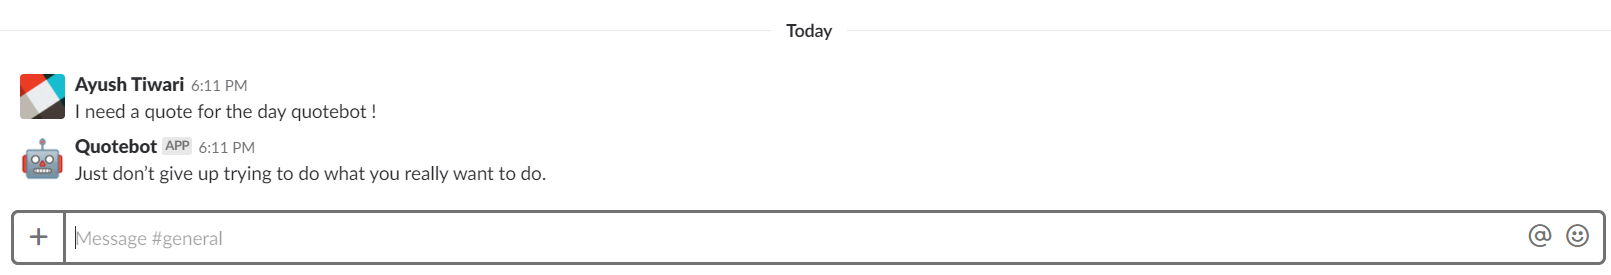 Today
Ayush Tiwari 6:11 PM
I need a quote for the day quotebot !
Quotebot APP 6:11 PM
Just don’t give up trying to do what you really want to do.
+ Message #general @